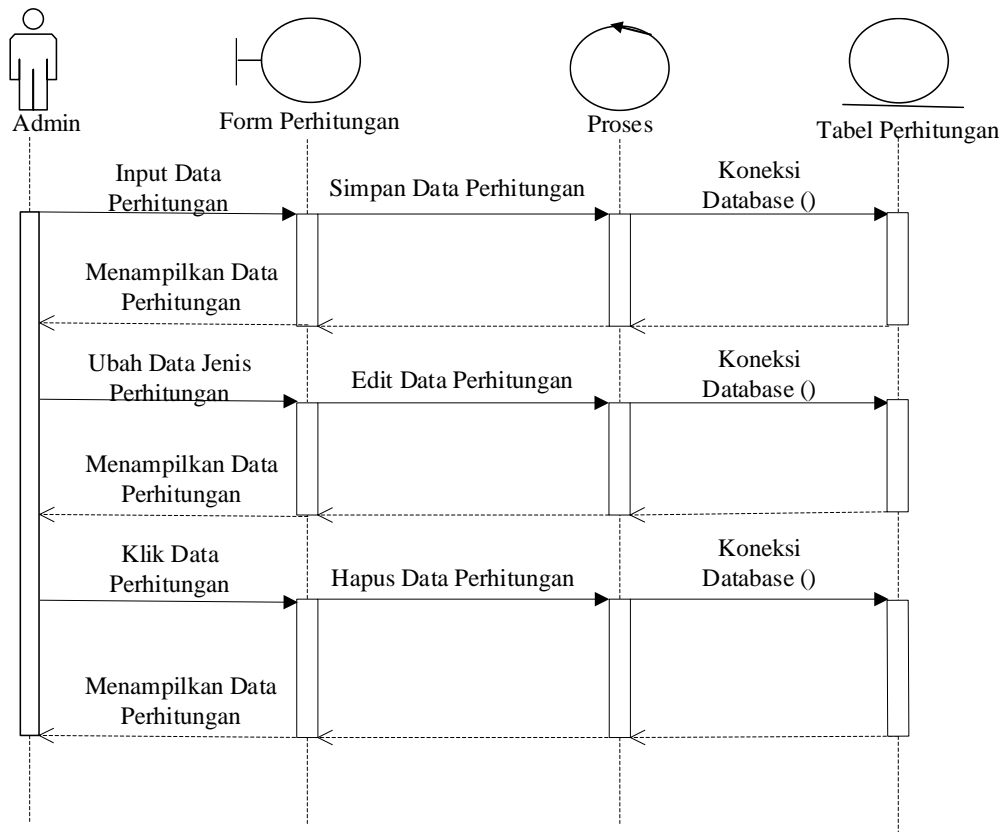 Admin
Form Perhitungan
Proses
Tabel Perhitungan
Input Data
Perhitungan
Simpan Data Perhitungan
Koneksi
Database ()
Menampilkan Data
Perhitungan
Ubah Data Jenis
Perhitungan
Edit Data Perhitungan
Koneksi
Database ()
Menampilkan Data
Perhitungan
Klik Data
Perhitungan
Hapus Data Perhitungan
Koneksi
Database ()
Menampilkan Data
Perhitungan